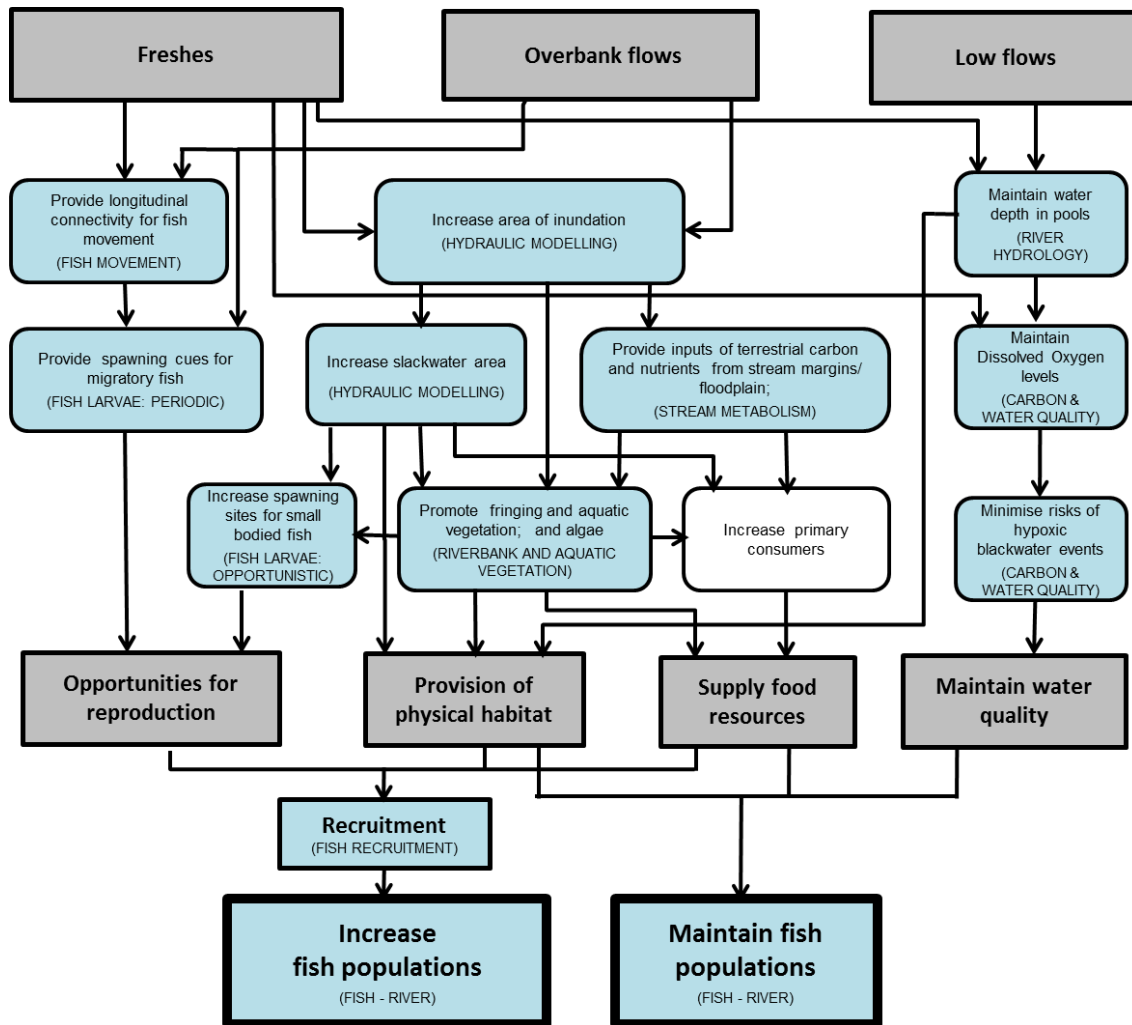 Freshes
Overbank flows
Low flows
Provide longitudinal
connectivity for fish
movement
(FISH MOVEMENT)
Increase area of inundation
(HYDRAULIC MODELLING)
Maintain water
depth in pools
(RIVER
HYDROLOGY)
Provide spawning cues for
migratory fish
(FISH LARVAE: PERIODIC)
Increase slackwater area
(HYDRAULIC MODELLING)
Provide inputs of terrestrial carbon
and nutrients from stream margins/
floodplain;
(STREAM METABOLISM)
Maintain
Dissolved Oxygen
levels
(CARBON &
WATER QUALITY)
Increase spawning
sites for small
bodied fish
(FISH LARVAE:
OPPORTUNISTIC)
Promote fringing and aquatic
vegetation; and algae
(RIVERBANK AND AQUATIC
VEGETATION)
Increase primary
consumers
Minimise risks of
hypoxic
blackwater events
(CARBON &
WATER QUALITY)
Opportunities for
reproduction
Provision of
physical habitat
Supply food
resources
Maintain water
quality
Recruitment
(FISH RECRUITMENT)
Increase
fish populations
(FISH - RIVER)
Maintain fish
populations
(FISH - RIVER)